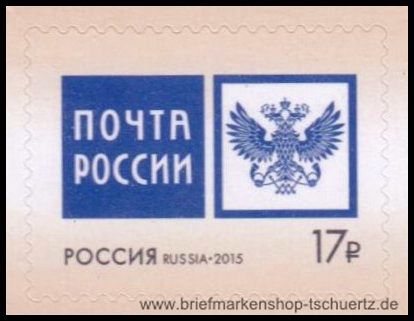 ПОЧТА
РОССИИ
РОССИЯ RUSSIA•2015 17₽
www.briefmarkenshop-tschuertz.de